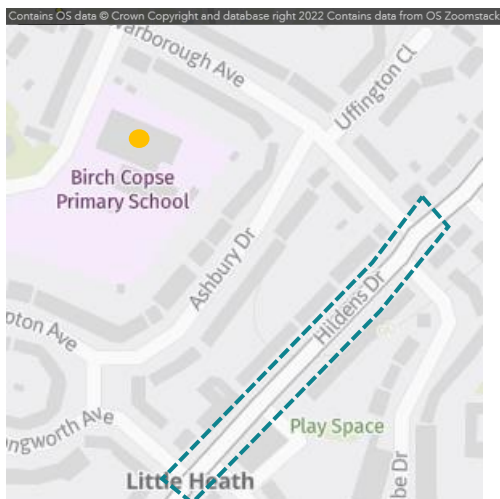 Contains OS data © Crown Copyright and database right 2022 Contains data from OS Zoomstack
arborough Ave
Uffington Cl
Birch Copse
Primary School
Ashbury Dr
Hildens Dr
pton Ave
ngworth Ave
Play Space
Little Heath
be Dr